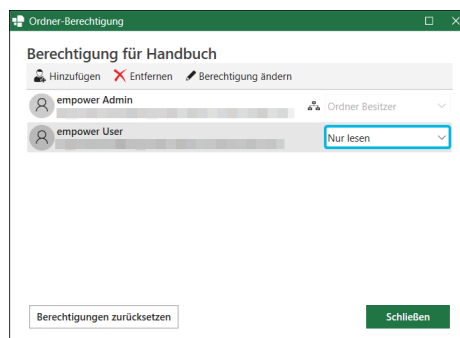 Ordner-Berechtigung
Berechtigung für Handbuch
Hinzufügen Entfernen Berechtigung ändern
empower Admin
Ordner Besitzer
empower User
Nur lesen
Berechtigungen zurücksetzen Schließen